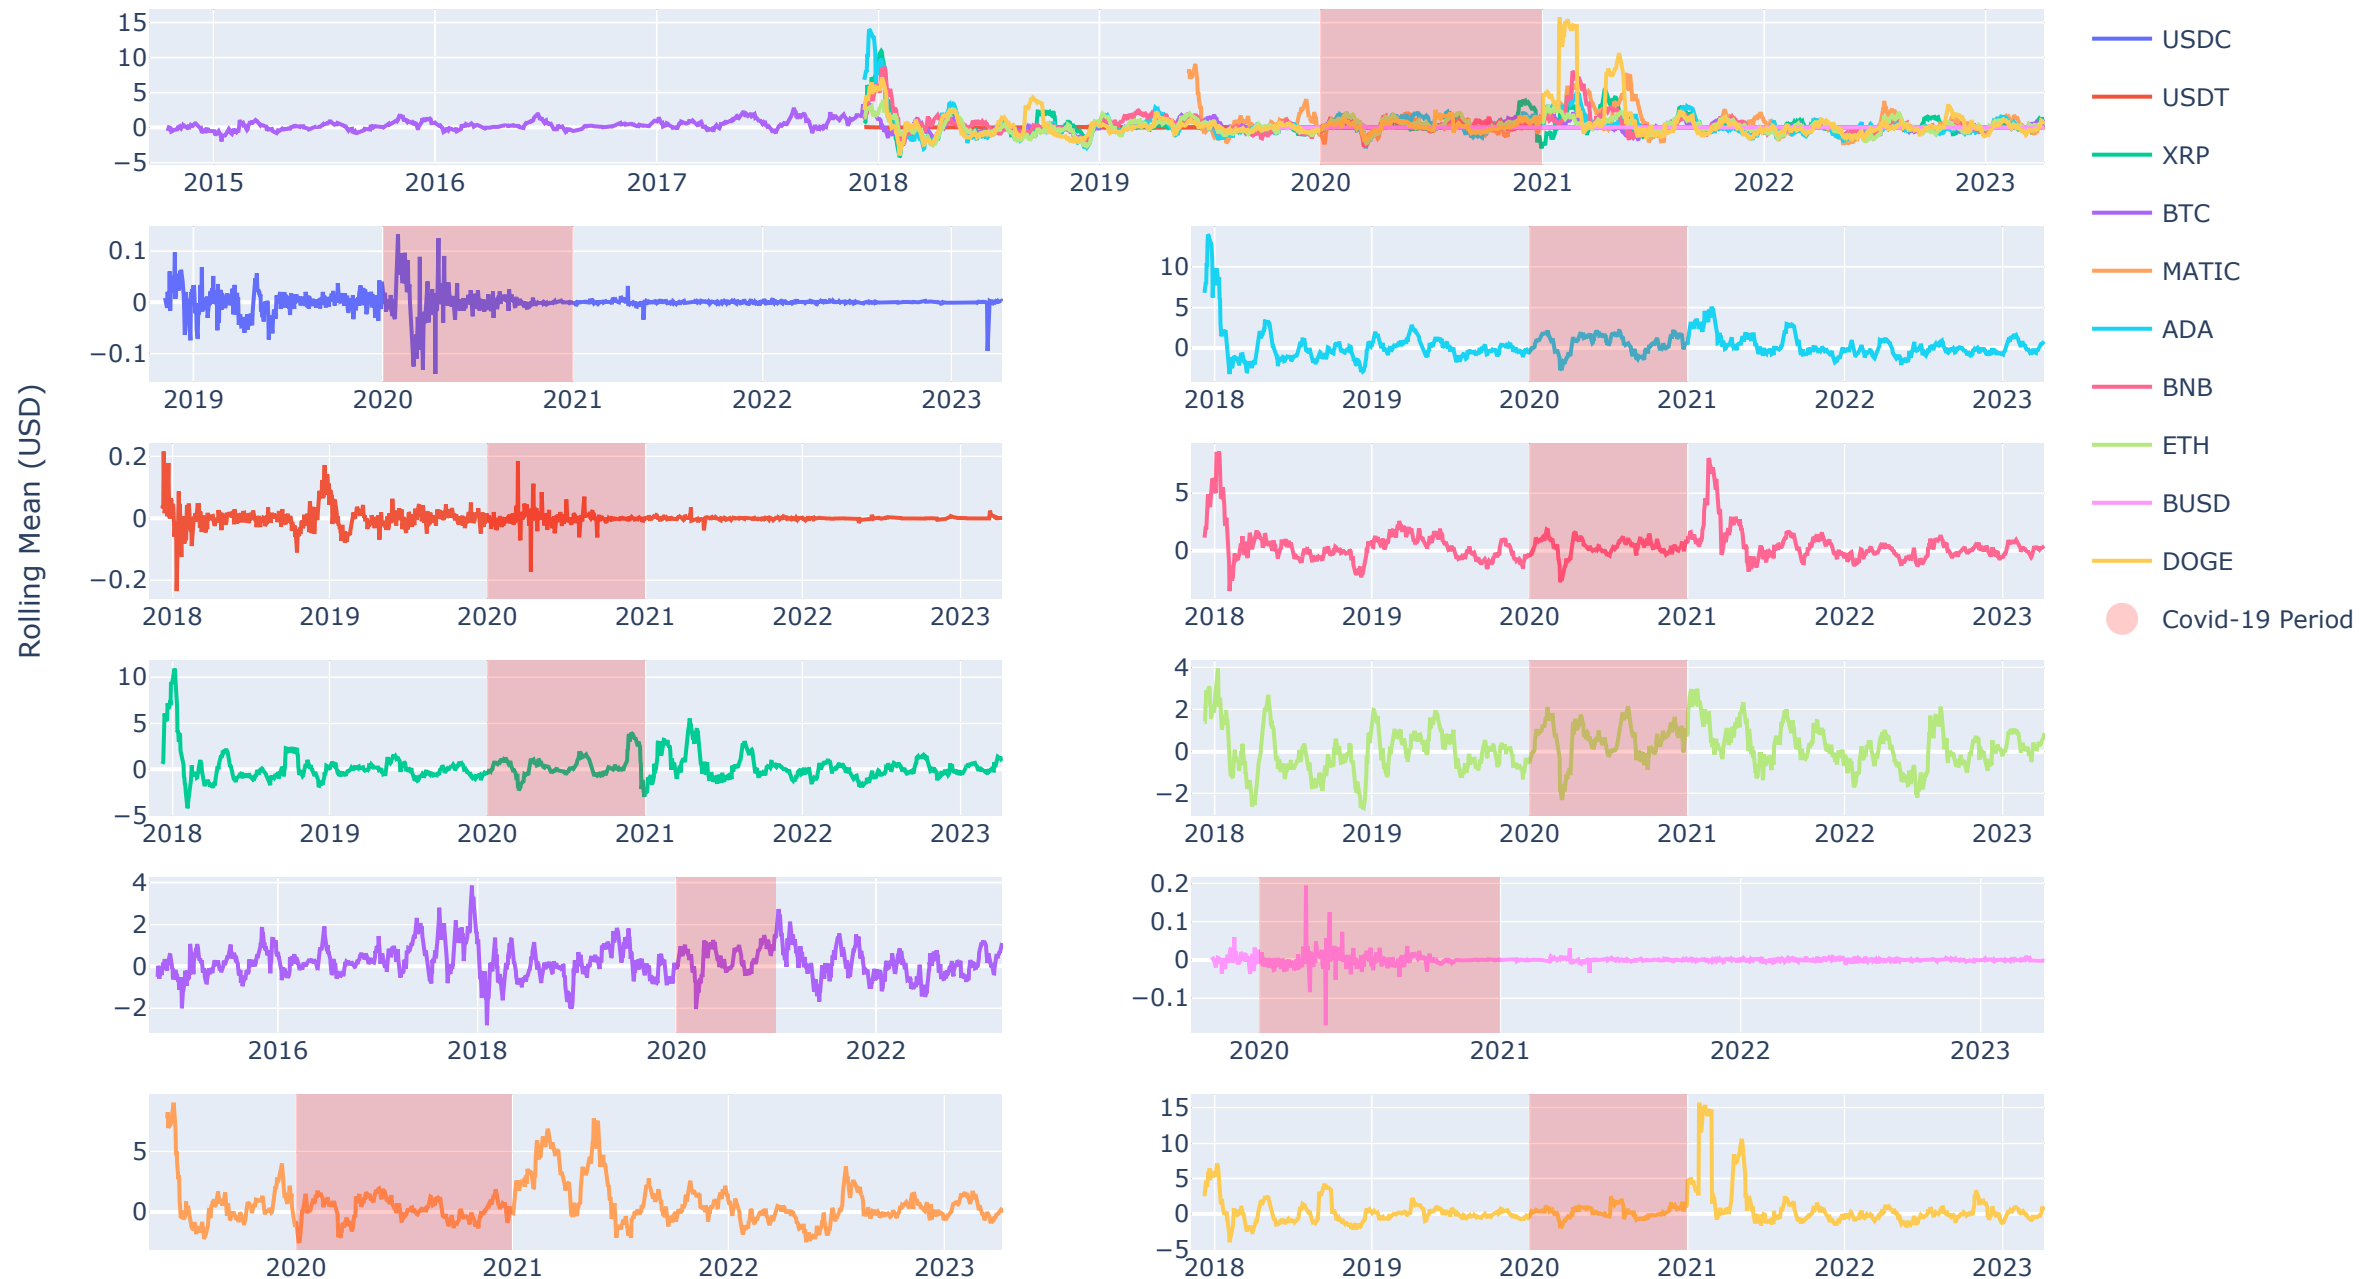 Rolling Mean (USD)
15
10
5
0
−5
2015 2016 2017 2018 2019 2020 2021 2022 2023
0.1
0
−0.1
2019 2020 2021 2022 2023
10
5
0
2018 2019 2020 2021 2022 2023
0.2
0
−0.2
2018 2019 2020 2021 2022 2023
5
0
2018 2019 2020 2021 2022 2023
10
5
0
−5
2018 2019 2020 2021 2022 2023
4
2
0
−2
2018 2019 2020 2021 2022 2023
4
2
0
−2
2016 2018 2020 2022
0.2
0.1
0
−0.1
2020 2021 2022 2023
5
0
2020 2021 2022 2023
15
10
5
0
−5
2018 2019 2020 2021 2022 2023
USDC
USDT
XRP
BTC
MATIC
ADA
BNB
ETH
BUSD
DOGE
Covid-19 Period